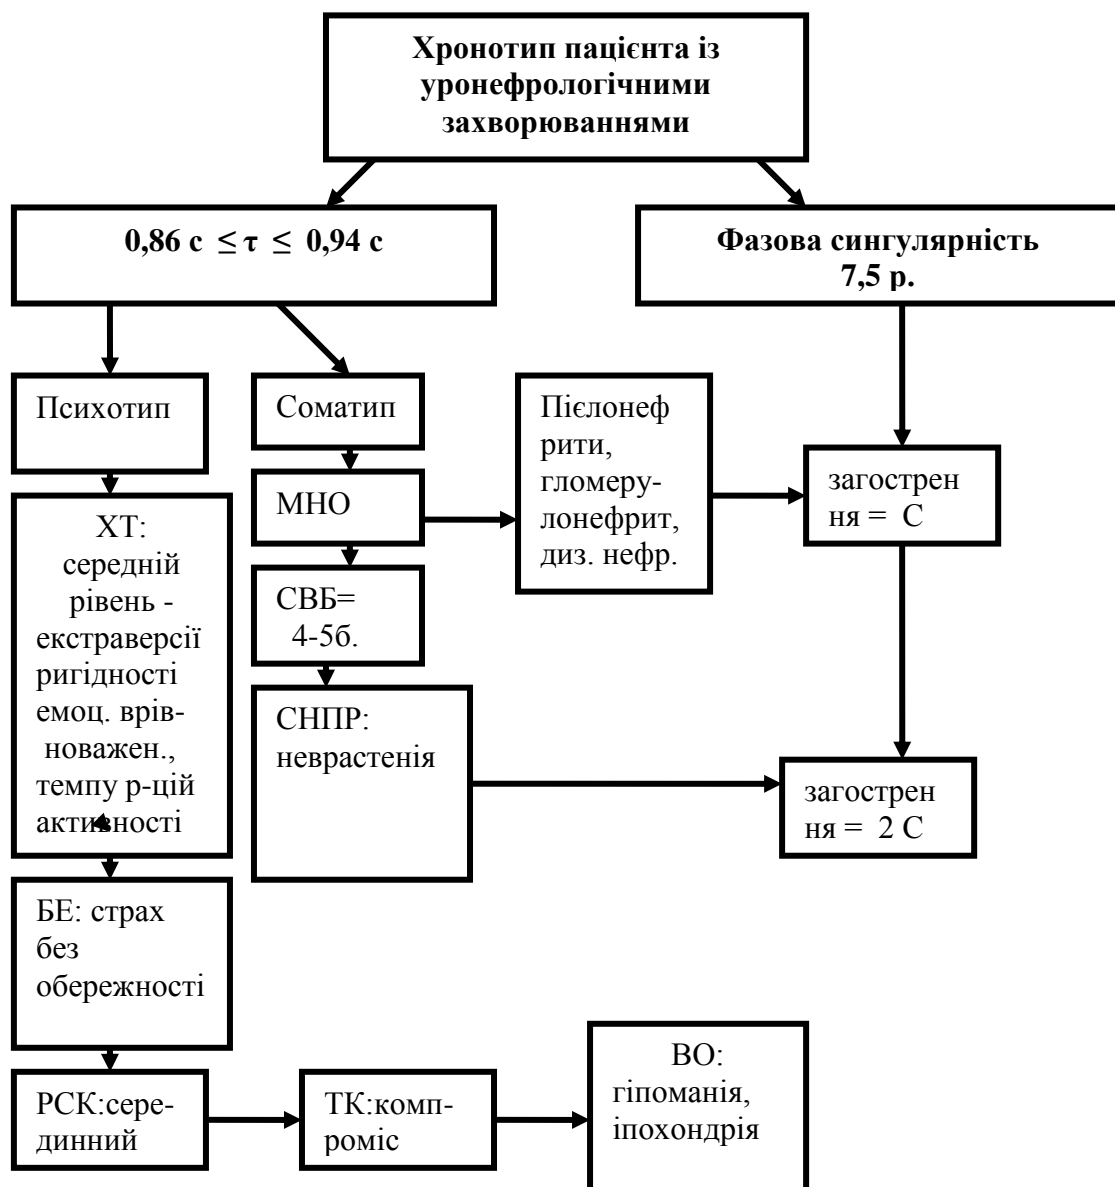 Хронотип пацієнта із
уронефрологічними
захворюваннями
0,86 с ≤ τ ≤ 0,94 с
Фазова сингулярність
7,5 р.
Психотип
Соматип
Пієлонеф
рити,
гломеру-
лонефрит,
диз. нефр.
загострен
ня = С
МНО
ХТ:
середній
рівень -
екстраверсії
ригідності
емоц. врів-
новажен.,
темпу р-цій
активності
СВБ=
4-5б.
СНПР:
неврастенія
загострен
ня = 2 С
БЕ: страх
без
обережності
РСК:сере-
динний
ТК:комп-
роміс
ВО:
гіпоманія,
іпохондрія